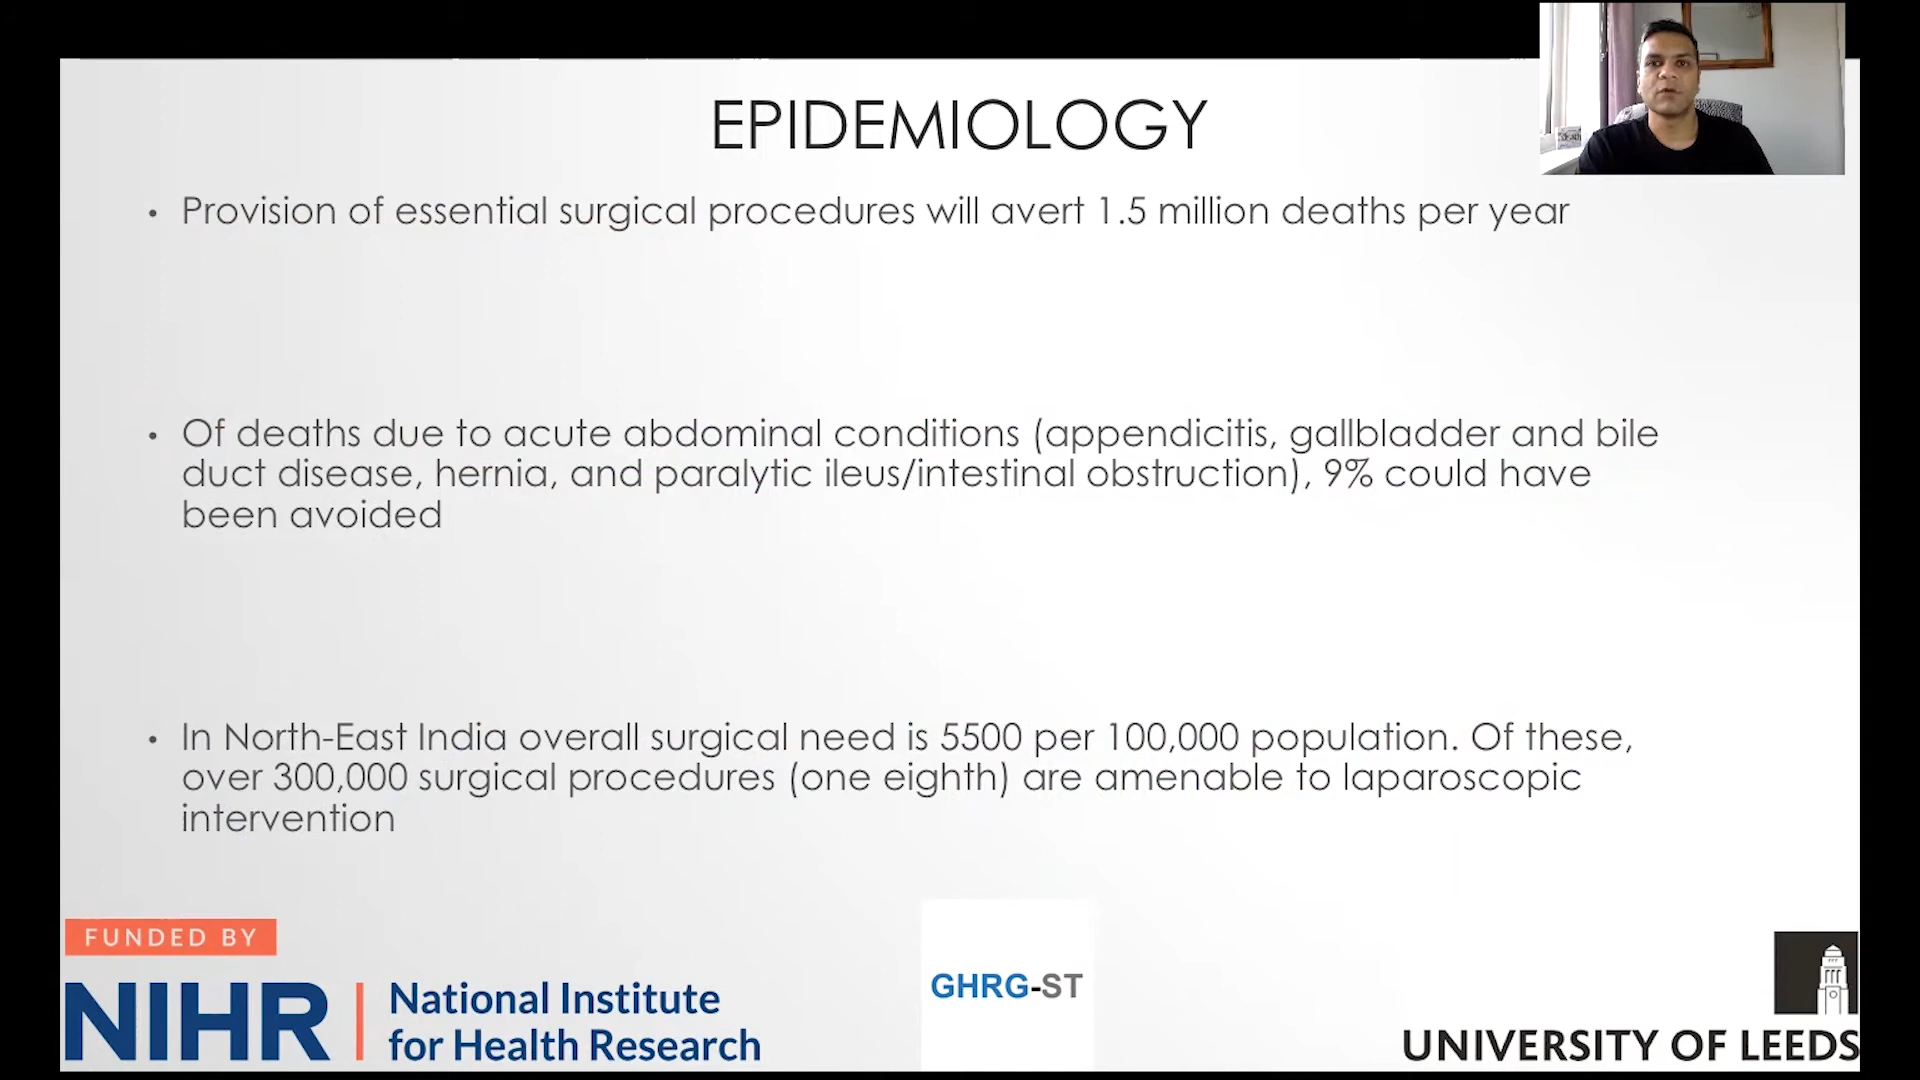 EPIDEMIOLOGY
• Provision of essential surgical procedures will avert 1.5 million deaths per year
• Of deaths due to acute abdominal conditions (appendicitis, gallbladder and bile
duct disease, hernia, and paralytic ileus/intestinal obstruction), 9% could have
been avoided
• In North-East India overall surgical need is 5500 per 100,000 population. Of these,
over 300,000 surgical procedures (one eighth) are amenable to laparoscopic
intervention
FUNDED BY
NIHR | National Institute
for Health Research
GHRG-ST
UNIVERSITY OF LEEDS